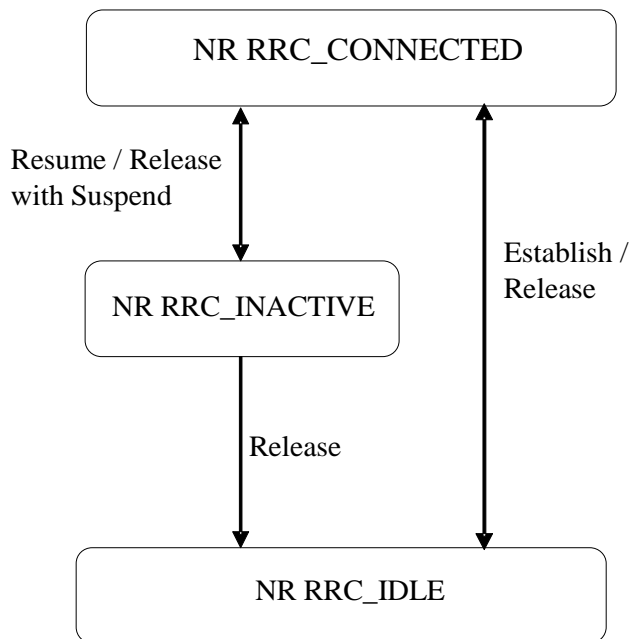 NR RRC_CONNECTED
Resume / Release
with Suspend
Establish /
Release
NR RRC_INACTIVE
Release
NR RRC_IDLE